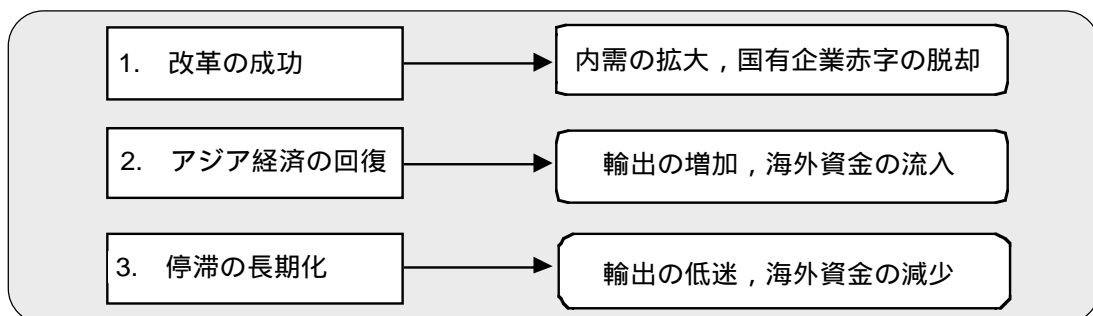 1. 改革の成功
内需の拡大，国有企業赤字の脱却
2. アジア経済の回復
輸出の増加，海外資金の流入
3. 停滞の長期化
輸出の低迷，海外資金の減少